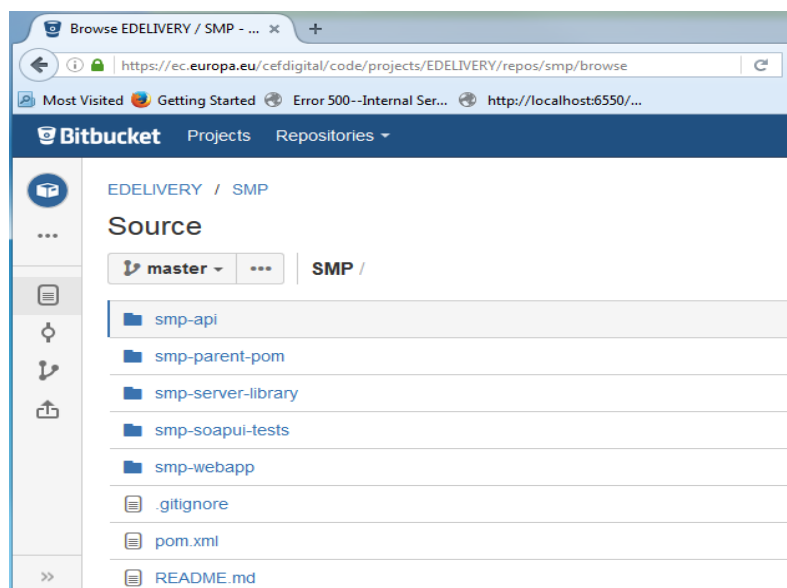 Browse EDELIVERY / SMP - ...
https://ec.europa.eu/cefdigital/code/projects/EDELIVERY/repos/smp/browse
Most Visited Getting Started Error 500--Internal Ser... http://localhost:6550/...
Bitbucket Projects Repositories
EDELIVERY / SMP
Source
master SMP /
smp-api
smp-parent-pom
smp-server-library
smp-soapui-tests
smp-webapp
.gitignore
pom.xml
README.md